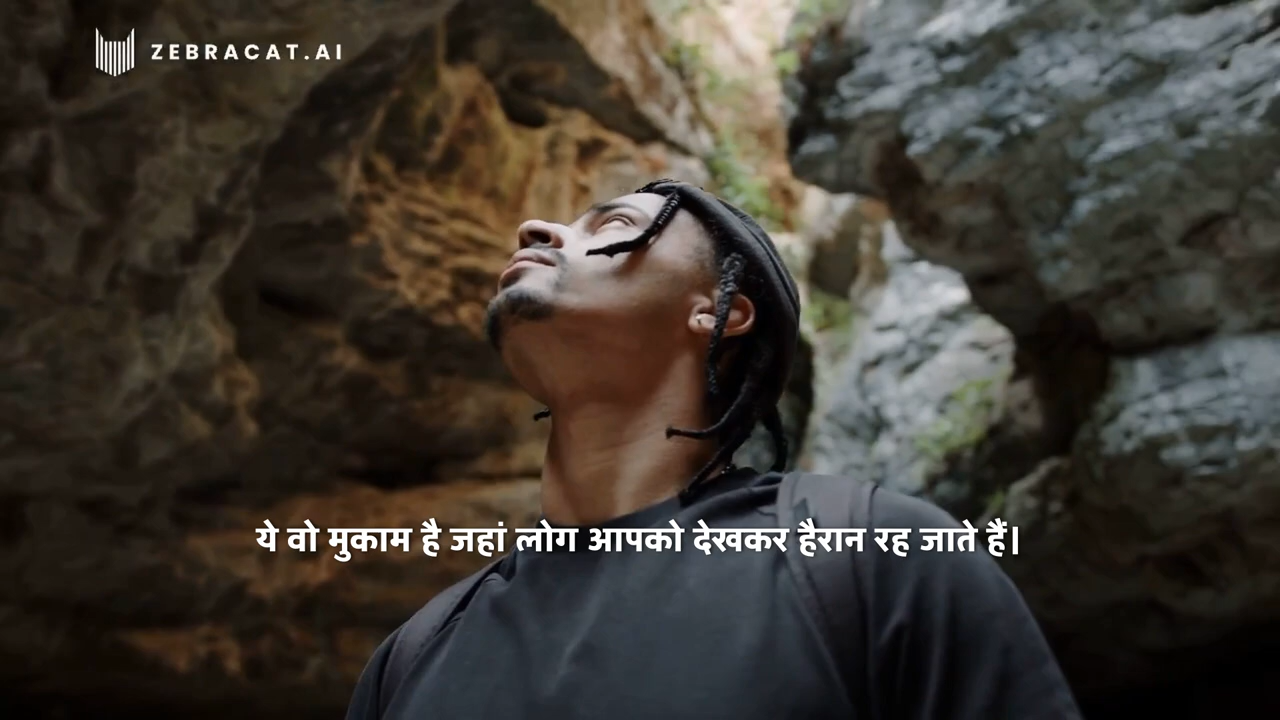 ZEBRACAT.AI
ये वो मुकाम है जहां लोग आपको देखकर हैरान रह जाते हैं।